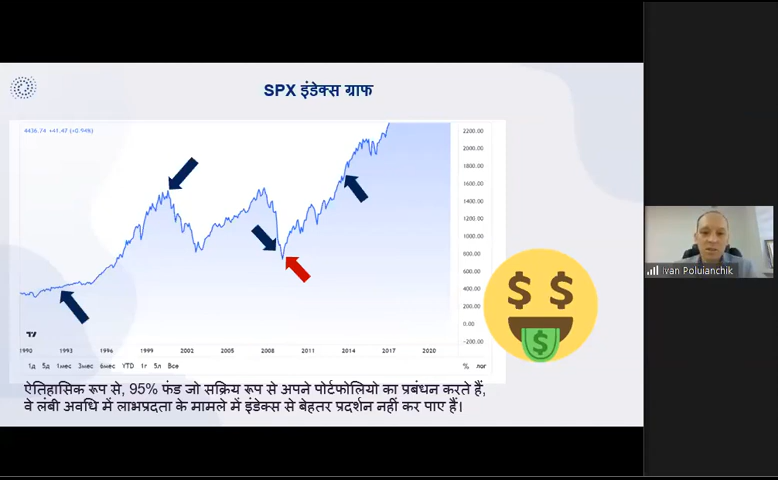 SPX इंडेक्स ग्राफ
4436.74 +41.47 (+0.94%)
2200.00
2000.00
1800.00
1600.00
1400.00
1200.00
1000.00
800.00
600.00
400.00
200.00
0.00
-200.00
1990 1993 1996 1999 2002 2005 2008 2011 2014 2017 2020
1д 5д 1мес 3мес 6мес YTD 1г 5л Все % лог
ऐतिहासिक रूप से, 95% फंड जो सक्रिय रूप से अपने पोर्टफोलियो का प्रबंधन करते हैं,
वे लंबी अवधि में लाभप्रदता के मामले में इंडेक्स से बेहतर प्रदर्शन नहीं कर पाए हैं।
$ $
$
Ivan Poluianchik